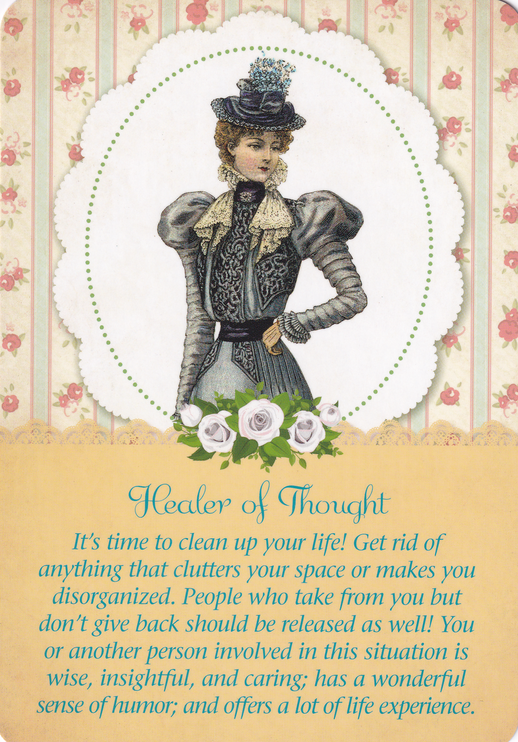 Healer of Thought
It's time to clean up your life! Get rid of
anything that clutters your space or makes you
disorganized. People who take from you but
don't give back should be released as well! You
or another person involved in this situation is
wise, insightful, and caring; has a wonderful
sense of humor; and offers a lot of life experience.